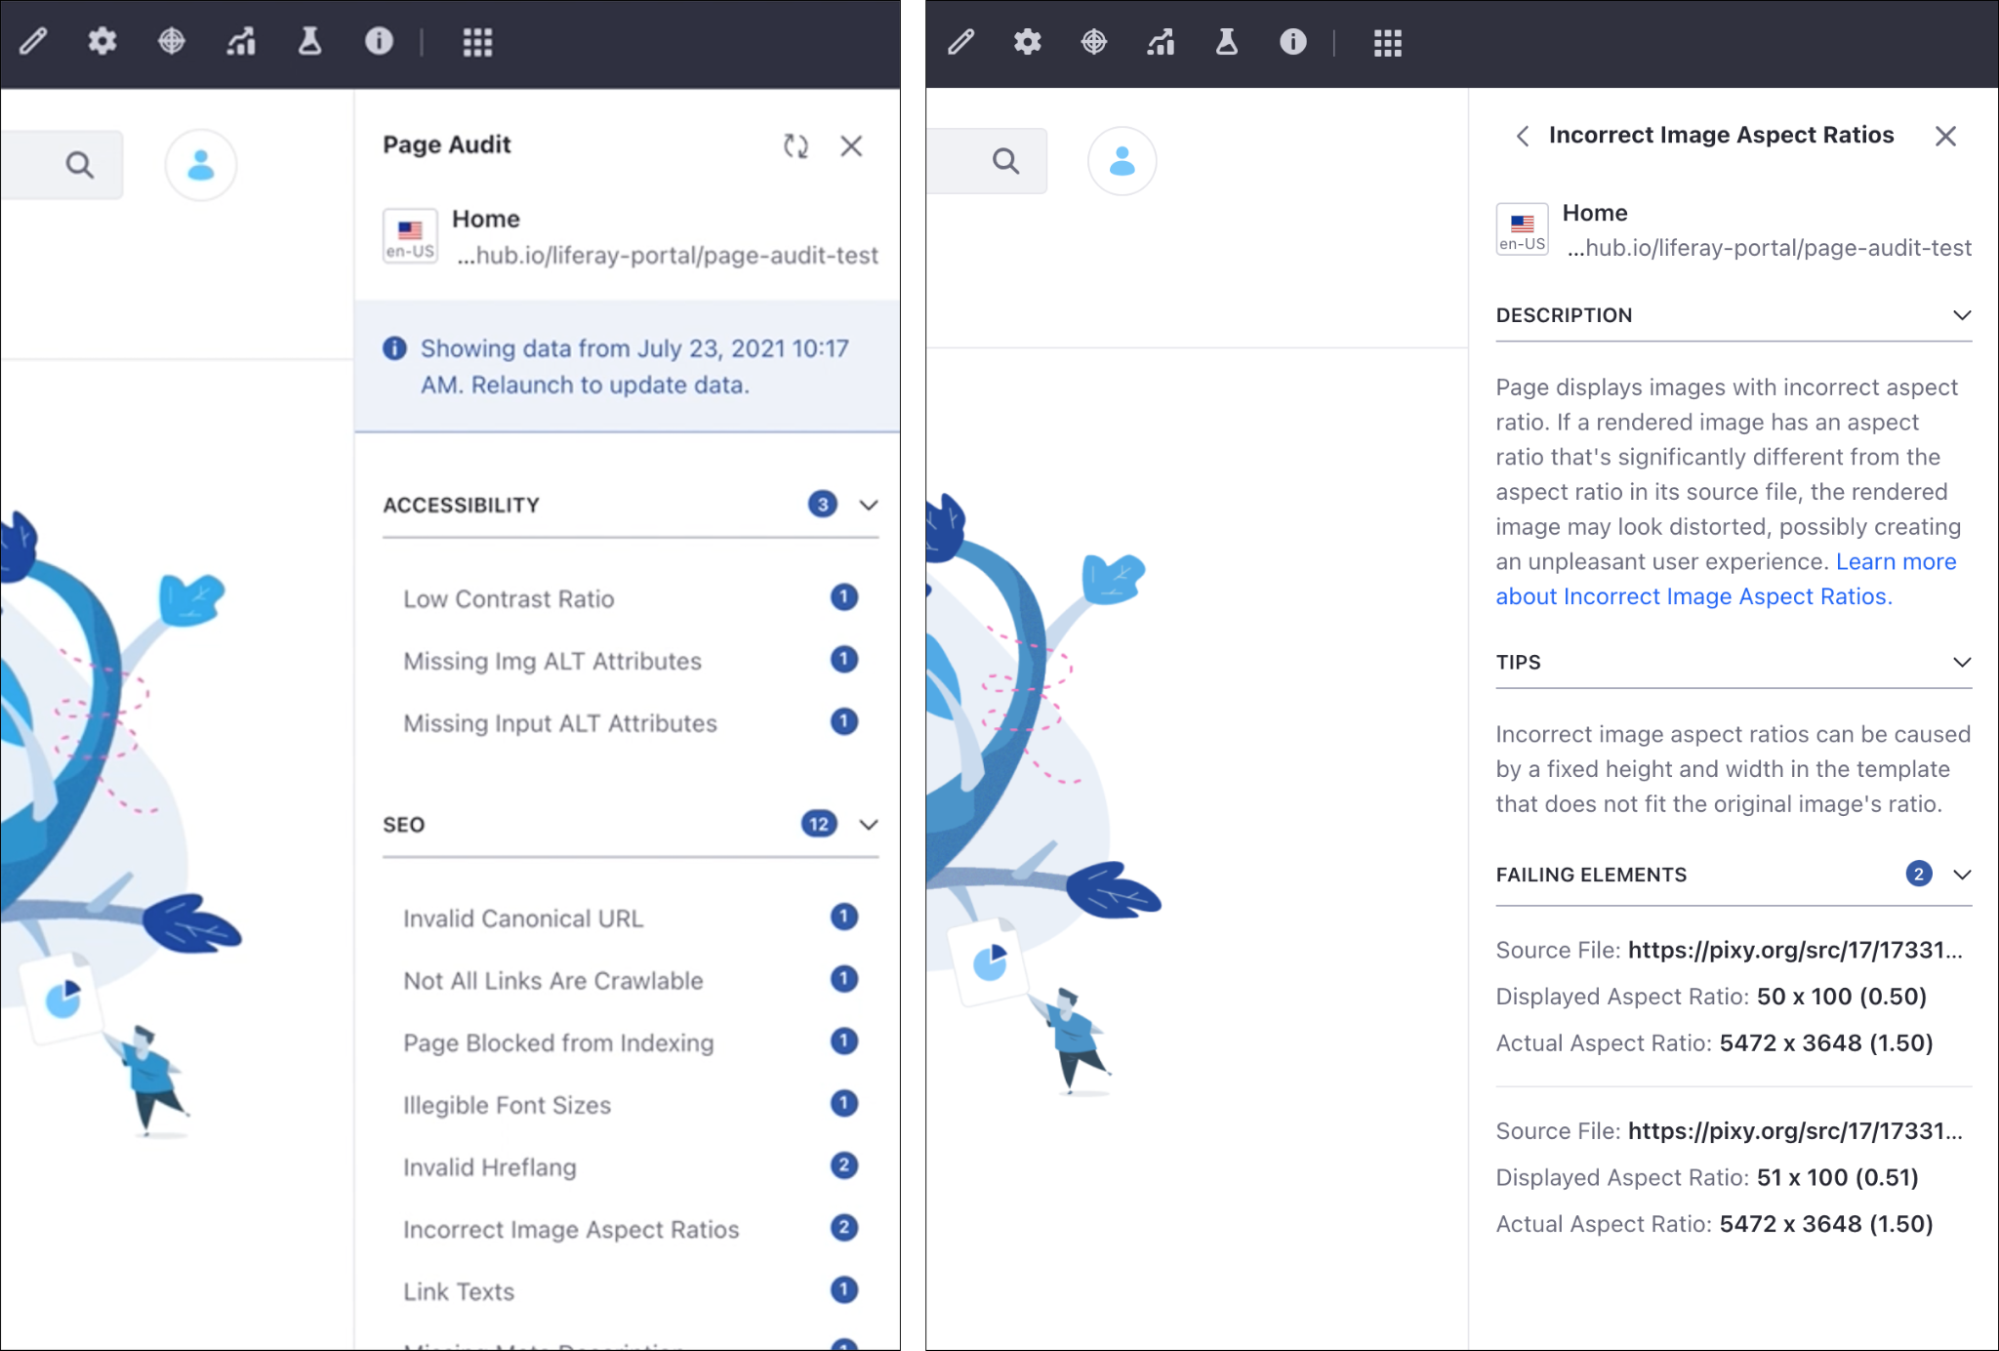 Page Audit
Home
en-US
...hub.io/liferay-portal/page-audit-test
Showing data from July 23, 2021 10:17
AM. Relaunch to update data.
ACCESSIBILITY 3
Low Contrast Ratio 1
Missing Img ALT Attributes 1
Missing Input ALT Attributes 1
SEO 12
Invalid Canonical URL 1
Not All Links Are Crawlable 1
Page Blocked from Indexing 1
Illegible Font Sizes 1
Invalid Hreflang 2
Incorrect Image Aspect Ratios 2
Link Texts 1
Incorrect Image Aspect Ratios
Home
en-US
...hub.io/liferay-portal/page-audit-test
DESCRIPTION
Page displays images with incorrect aspect
ratio. If a rendered image has an aspect
ratio that's significantly different from the
aspect ratio in its source file, the rendered
image may look distorted, possibly creating
an unpleasant user experience. Learn more
about Incorrect Image Aspect Ratios.
TIPS
Incorrect image aspect ratios can be caused
by a fixed height and width in the template
that does not fit the original image's ratio.
FAILING ELEMENTS 2
Source File: https://pixy.org/src/17/17331...
Displayed Aspect Ratio: 50 x 100 (0.50)
Actual Aspect Ratio: 5472 x 3648 (1.50)
Source File: https://pixy.org/src/17/17331...
Displayed Aspect Ratio: 51 x 100 (0.51)
Actual Aspect Ratio: 5472 x 3648 (1.50)